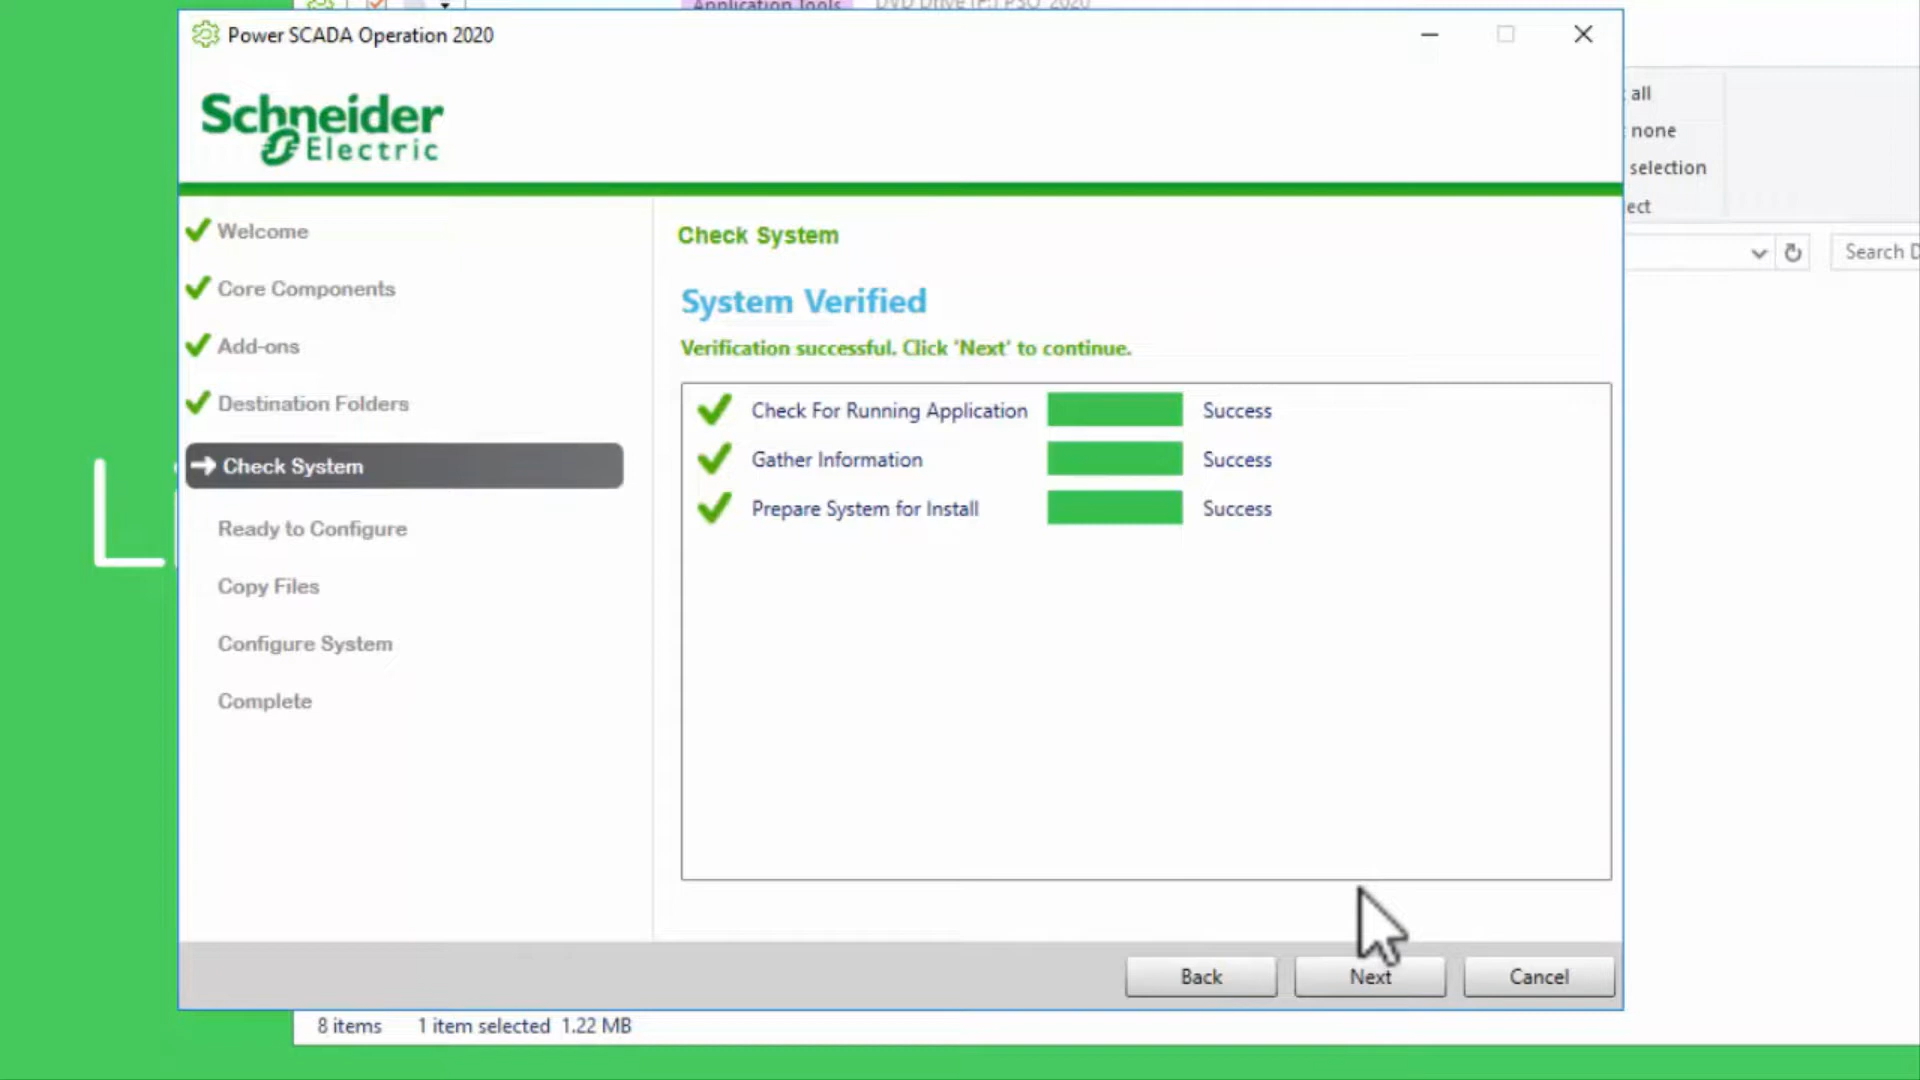 Application Tools
Power SCADA Operation 2020
Schneider
Electric
all
none
selection
Search
Welcome
Core Components
Add-ons
Destination Folders
Check System
Ready to Configure
Copy Files
Configure System
Complete
Check System
System Verified
Verification successful. Click 'Next' to continue.
Check For Running Application Success
Gather Information Success
Prepare System for Install Success
Back Next Cancel
8 items 1 item selected 1.22 MB